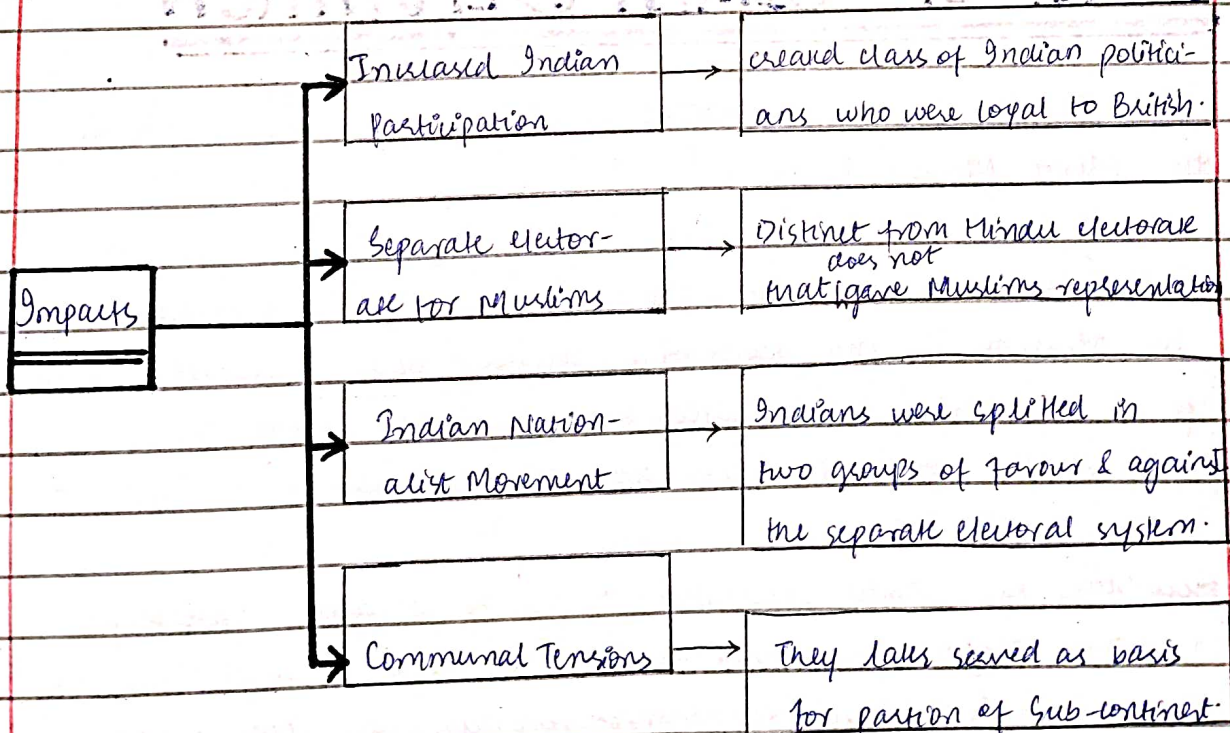 Impacts
Increased Indian
Participation
created class of Indian politici-
ans who were loyal to British.
Separate elector-
ate for Muslims
Distinct from Hindu electorate
does not
that gave Muslims representation
Indian Nation-
alist Movement
Indians were splitted in
two groups of favour & against
the separate electoral system.
Communal Tensions
They later served as basis
for partion of Sub-continent.